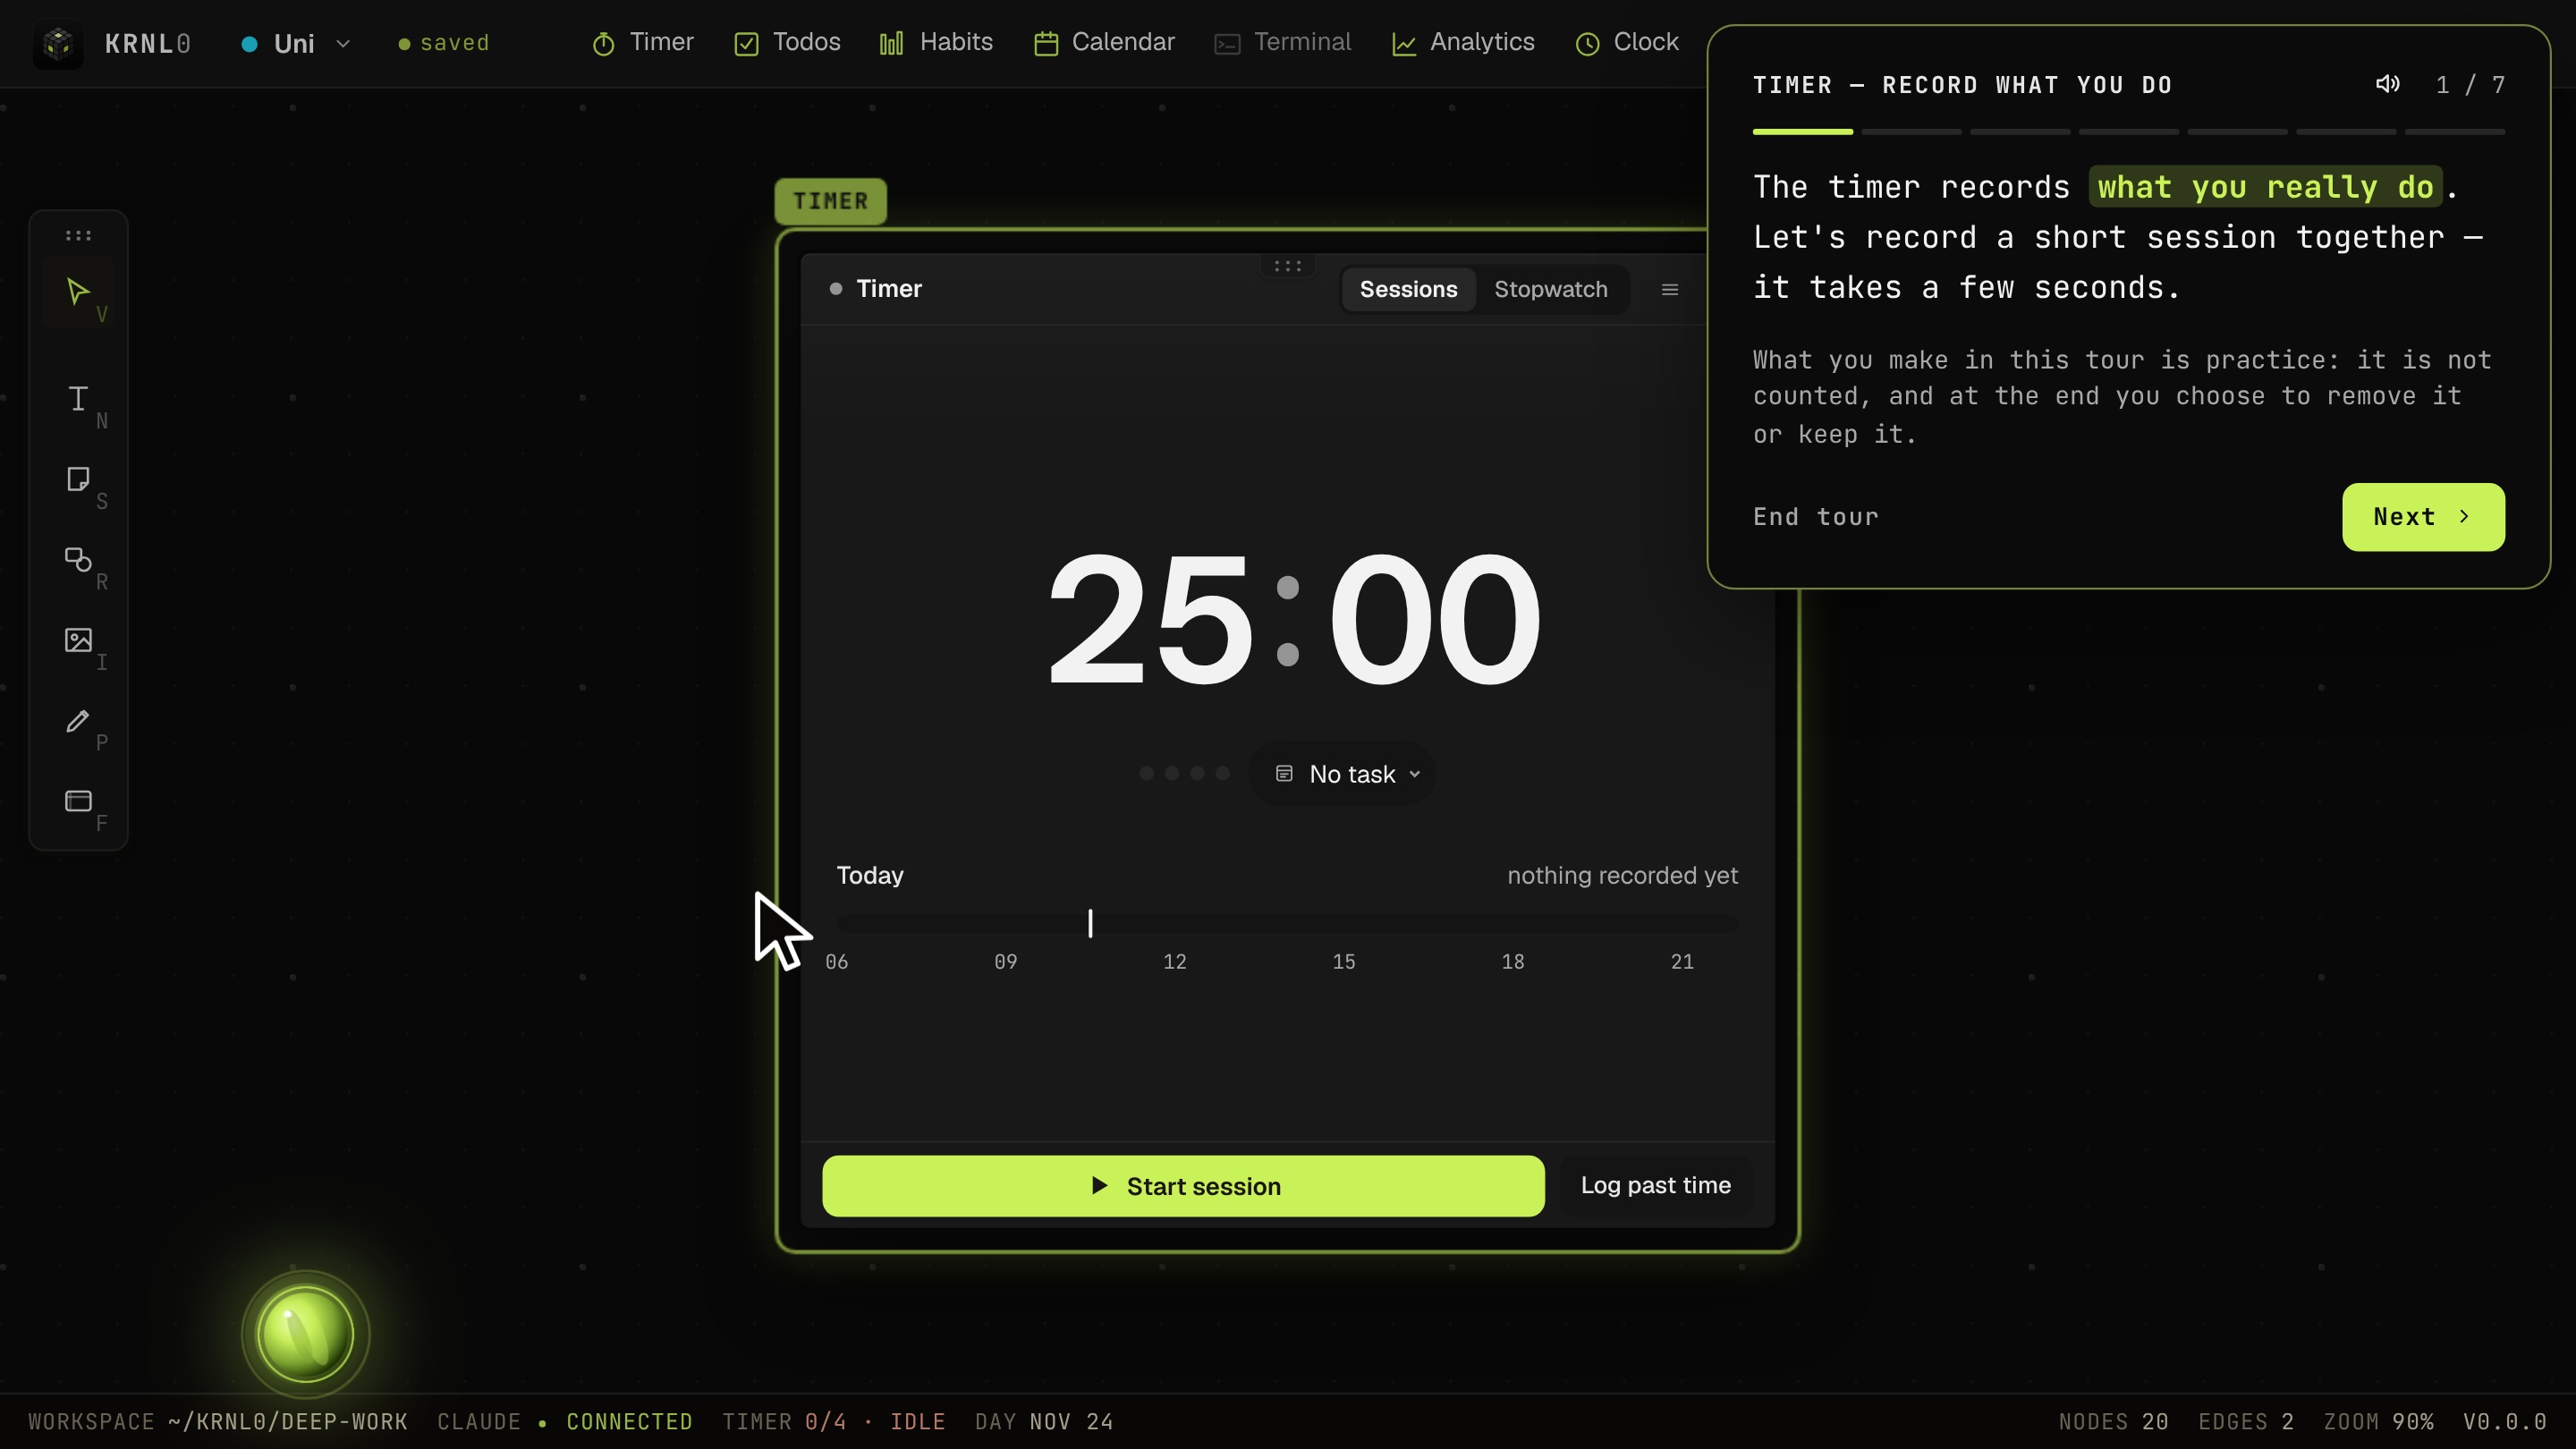 KRNL0
Uni
saved
Timer
Todos
Habits
Calendar
Terminal
Analytics
Clock
TIMER — RECORD WHAT YOU DO
1 / 7
The timer records what you really do.
Let's record a short session together —
it takes a few seconds.
What you make in this tour is practice: it is not
counted, and at the end you choose to remove it
or keep it.
End tour
Next
V
N
S
R
I
P
F
TIMER
Timer
Sessions
Stopwatch
25:00
No task
Today
nothing recorded yet
06 09 12 15 18 21
Start session
Log past time
WORKSPACE ~/KRNL0/DEEP-WORK CLAUDE • CONNECTED TIMER 0/4 · IDLE DAY NOV 24
NODES 20 EDGES 2 ZOOM 90% V0.0.0